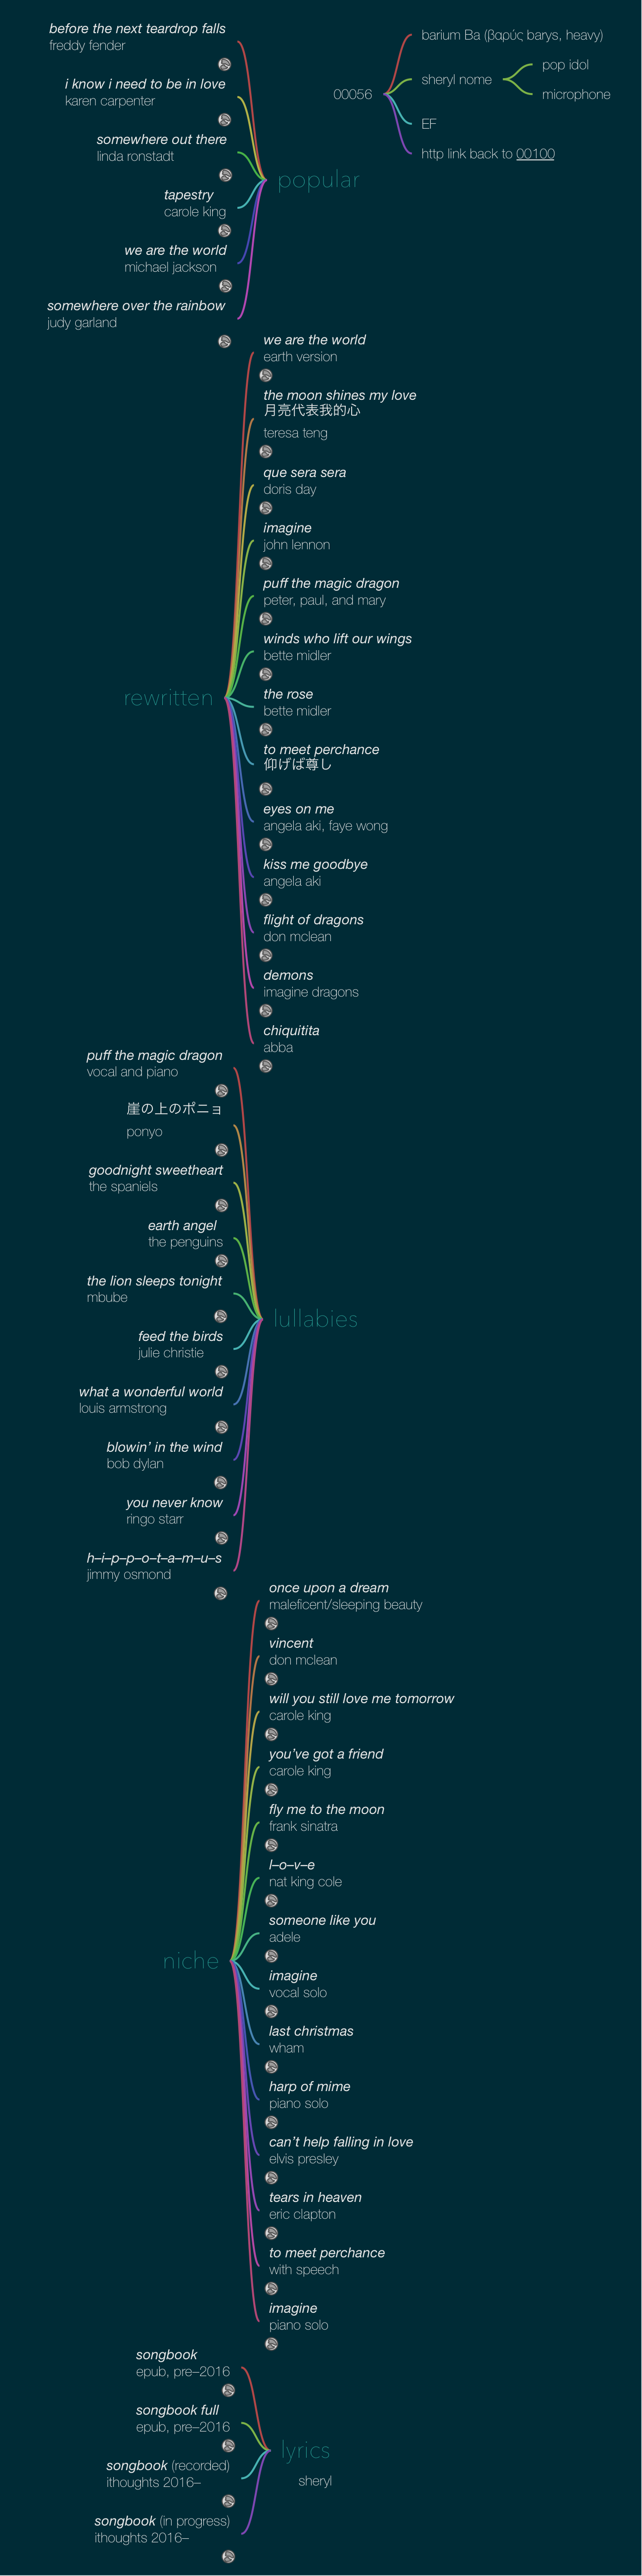 before the next teardrop falls
freddy fender
i know i need to be in love
karen carpenter
somewhere out there
linda ronstadt
tapestry
carole king
we are the world
michael jackson
somewhere over the rainbow
judy garland
popular
00056
barium Ba (βαρύς barys, heavy)
sheryl nome
pop idol
microphone
EF
http link back to 00100
we are the world
earth version
the moon shines my love
月亮代表我的心
teresa teng
que sera sera
doris day
imagine
john lennon
puff the magic dragon
peter, paul, and mary
winds who lift our wings
bette midler
rewritten
the rose
bette midler
to meet perchance
仰げば尊し
eyes on me
angela aki, faye wong
kiss me goodbye
angela aki
flight of dragons
don mclean
demons
imagine dragons
chiquitita
abba
puff the magic dragon
vocal and piano
崖の上のポニョ
ponyo
goodnight sweetheart
the spaniels
earth angel
the penguins
the lion sleeps tonight
mbube
lullabies
feed the birds
julie christie
what a wonderful world
louis armstrong
blowin’ in the wind
bob dylan
you never know
ringo starr
h–i–p–p–o–t–a–m–u–s
jimmy osmond
once upon a dream
maleficent/sleeping beauty
vincent
don mclean
will you still love me tomorrow
carole king
you’ve got a friend
carole king
fly me to the moon
frank sinatra
l–o–v–e
nat king cole
someone like you
adele
niche
imagine
vocal solo
last christmas
wham
harp of mime
piano solo
can’t help falling in love
elvis presley
tears in heaven
eric clapton
to meet perchance
with speech
imagine
piano solo
songbook
epub, pre–2016
songbook full
epub, pre–2016
lyrics
songbook (recorded)
ithoughts 2016–
sheryl
songbook (in progress)
ithoughts 2016–